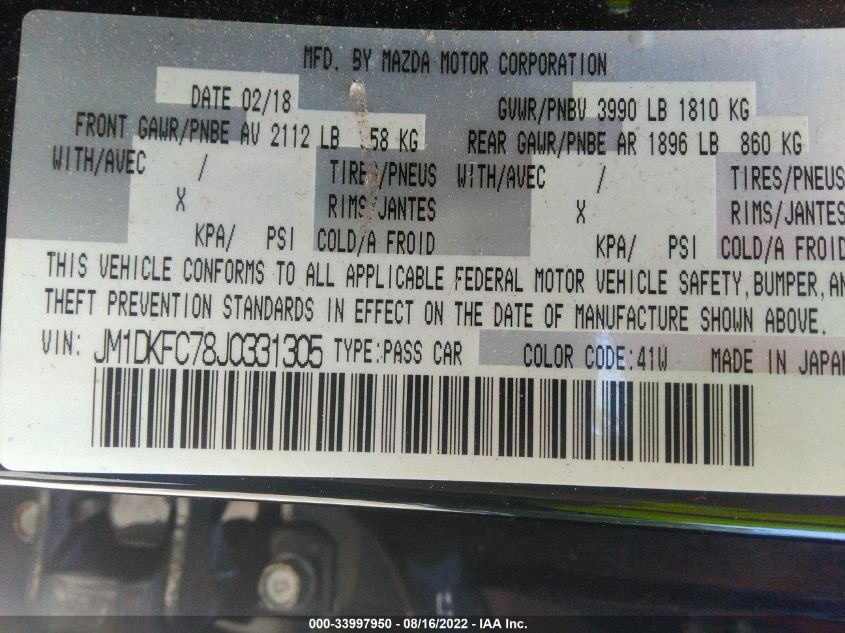 MFD. BY MAZDA MOTOR CORPORATION
DATE 02/18 GVWR/PNBV 3990 LB 1810 KG
FRONT GAWR/PNBE AV 2112 LB 58 KG REAR GAWR/PNBE AR 1896 LB 860 KG
WITH/AVEC / TIRES/PNEUS WITH/AVEC / TIRES/PNEUS
X RIMS/JANTES X RIMS/JANTES
KPA/ PSI COLD/A FROID KPA/ PSI COLD/A FROID
THIS VEHICLE CONFORMS TO ALL APPLICABLE FEDERAL MOTOR VEHICLE SAFETY, BUMPER, AN
THEFT PREVENTION STANDARDS IN EFFECT ON THE DATE OF MANUFACTURE SHOWN ABOVE.
VIN: JM1DKFC78J0331305 TYPE:PASS CAR COLOR CODE:41W MADE IN JAPAN
000-33997950 - 08/16/2022 - IAA Inc.